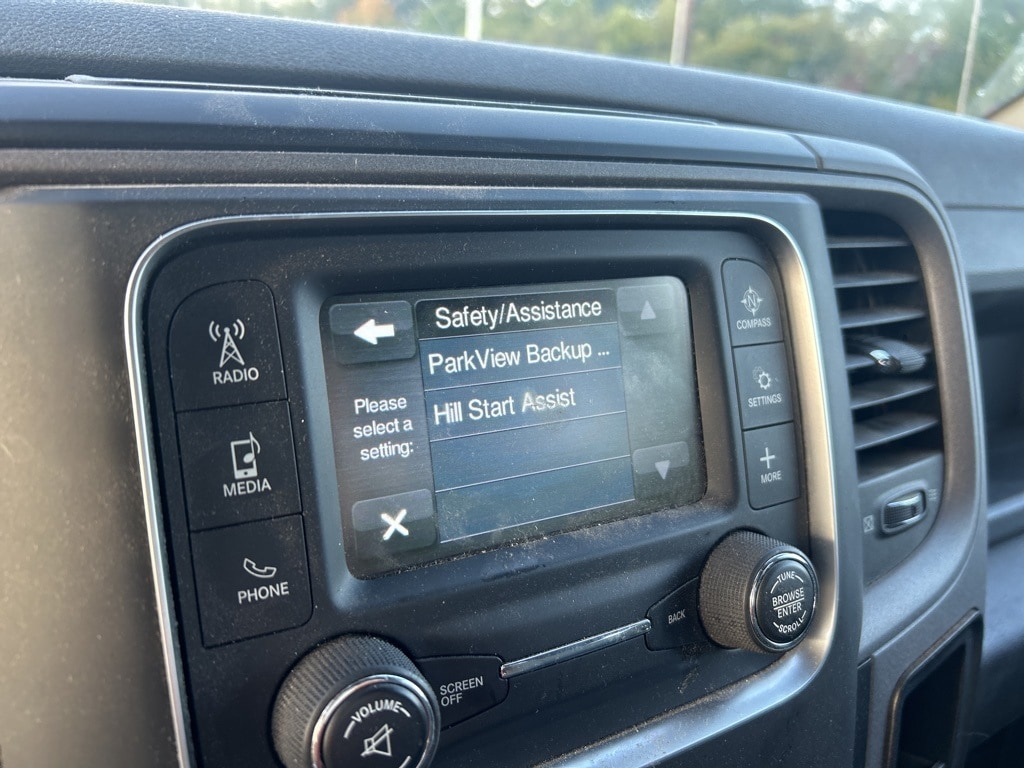 Safety/Assistance
ParkView Backup ...
Hill Start Assist
Please
select a
setting:
RADIO
MEDIA
PHONE
N
COMPASS
SETTINGS
MORE
VOLUME
SCREEN
OFF
BACK
TUNE
BROWSE
ENTER
SCROLL